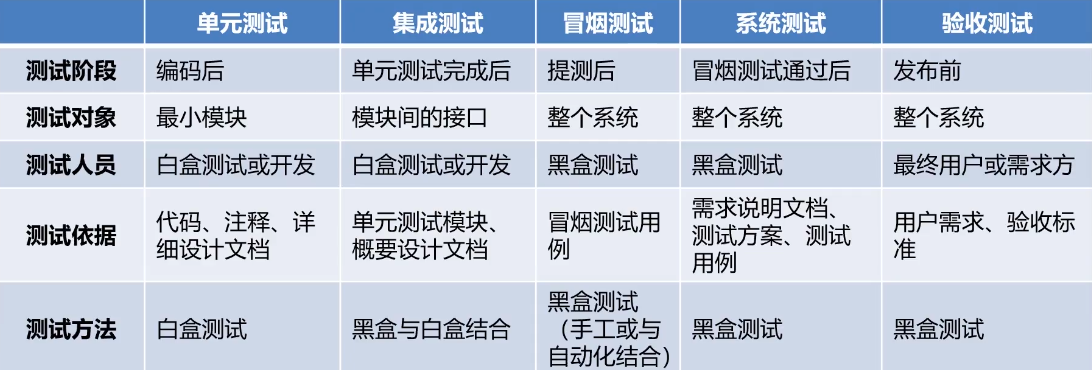 单元测试 集成测试 冒烟测试 系统测试 验收测试
测试阶段 编码后 单元测试完成后 提测后 冒烟测试通过后 发布前
测试对象 最小模块 模块间的接口 整个系统 整个系统 整个系统
测试人员 白盒测试或开发 白盒测试或开发 黑盒测试 黑盒测试 最终用户或需求方
测试依据
代码、注释、详
细设计文档
单元测试模块、
概要设计文档
冒烟测试用
例
需求说明文档、
测试方案、测试
用例
用户需求、验收标
准
测试方法 白盒测试 黑盒与白盒结合
黑盒测试
（手工或与
自动化结合）
黑盒测试 黑盒测试